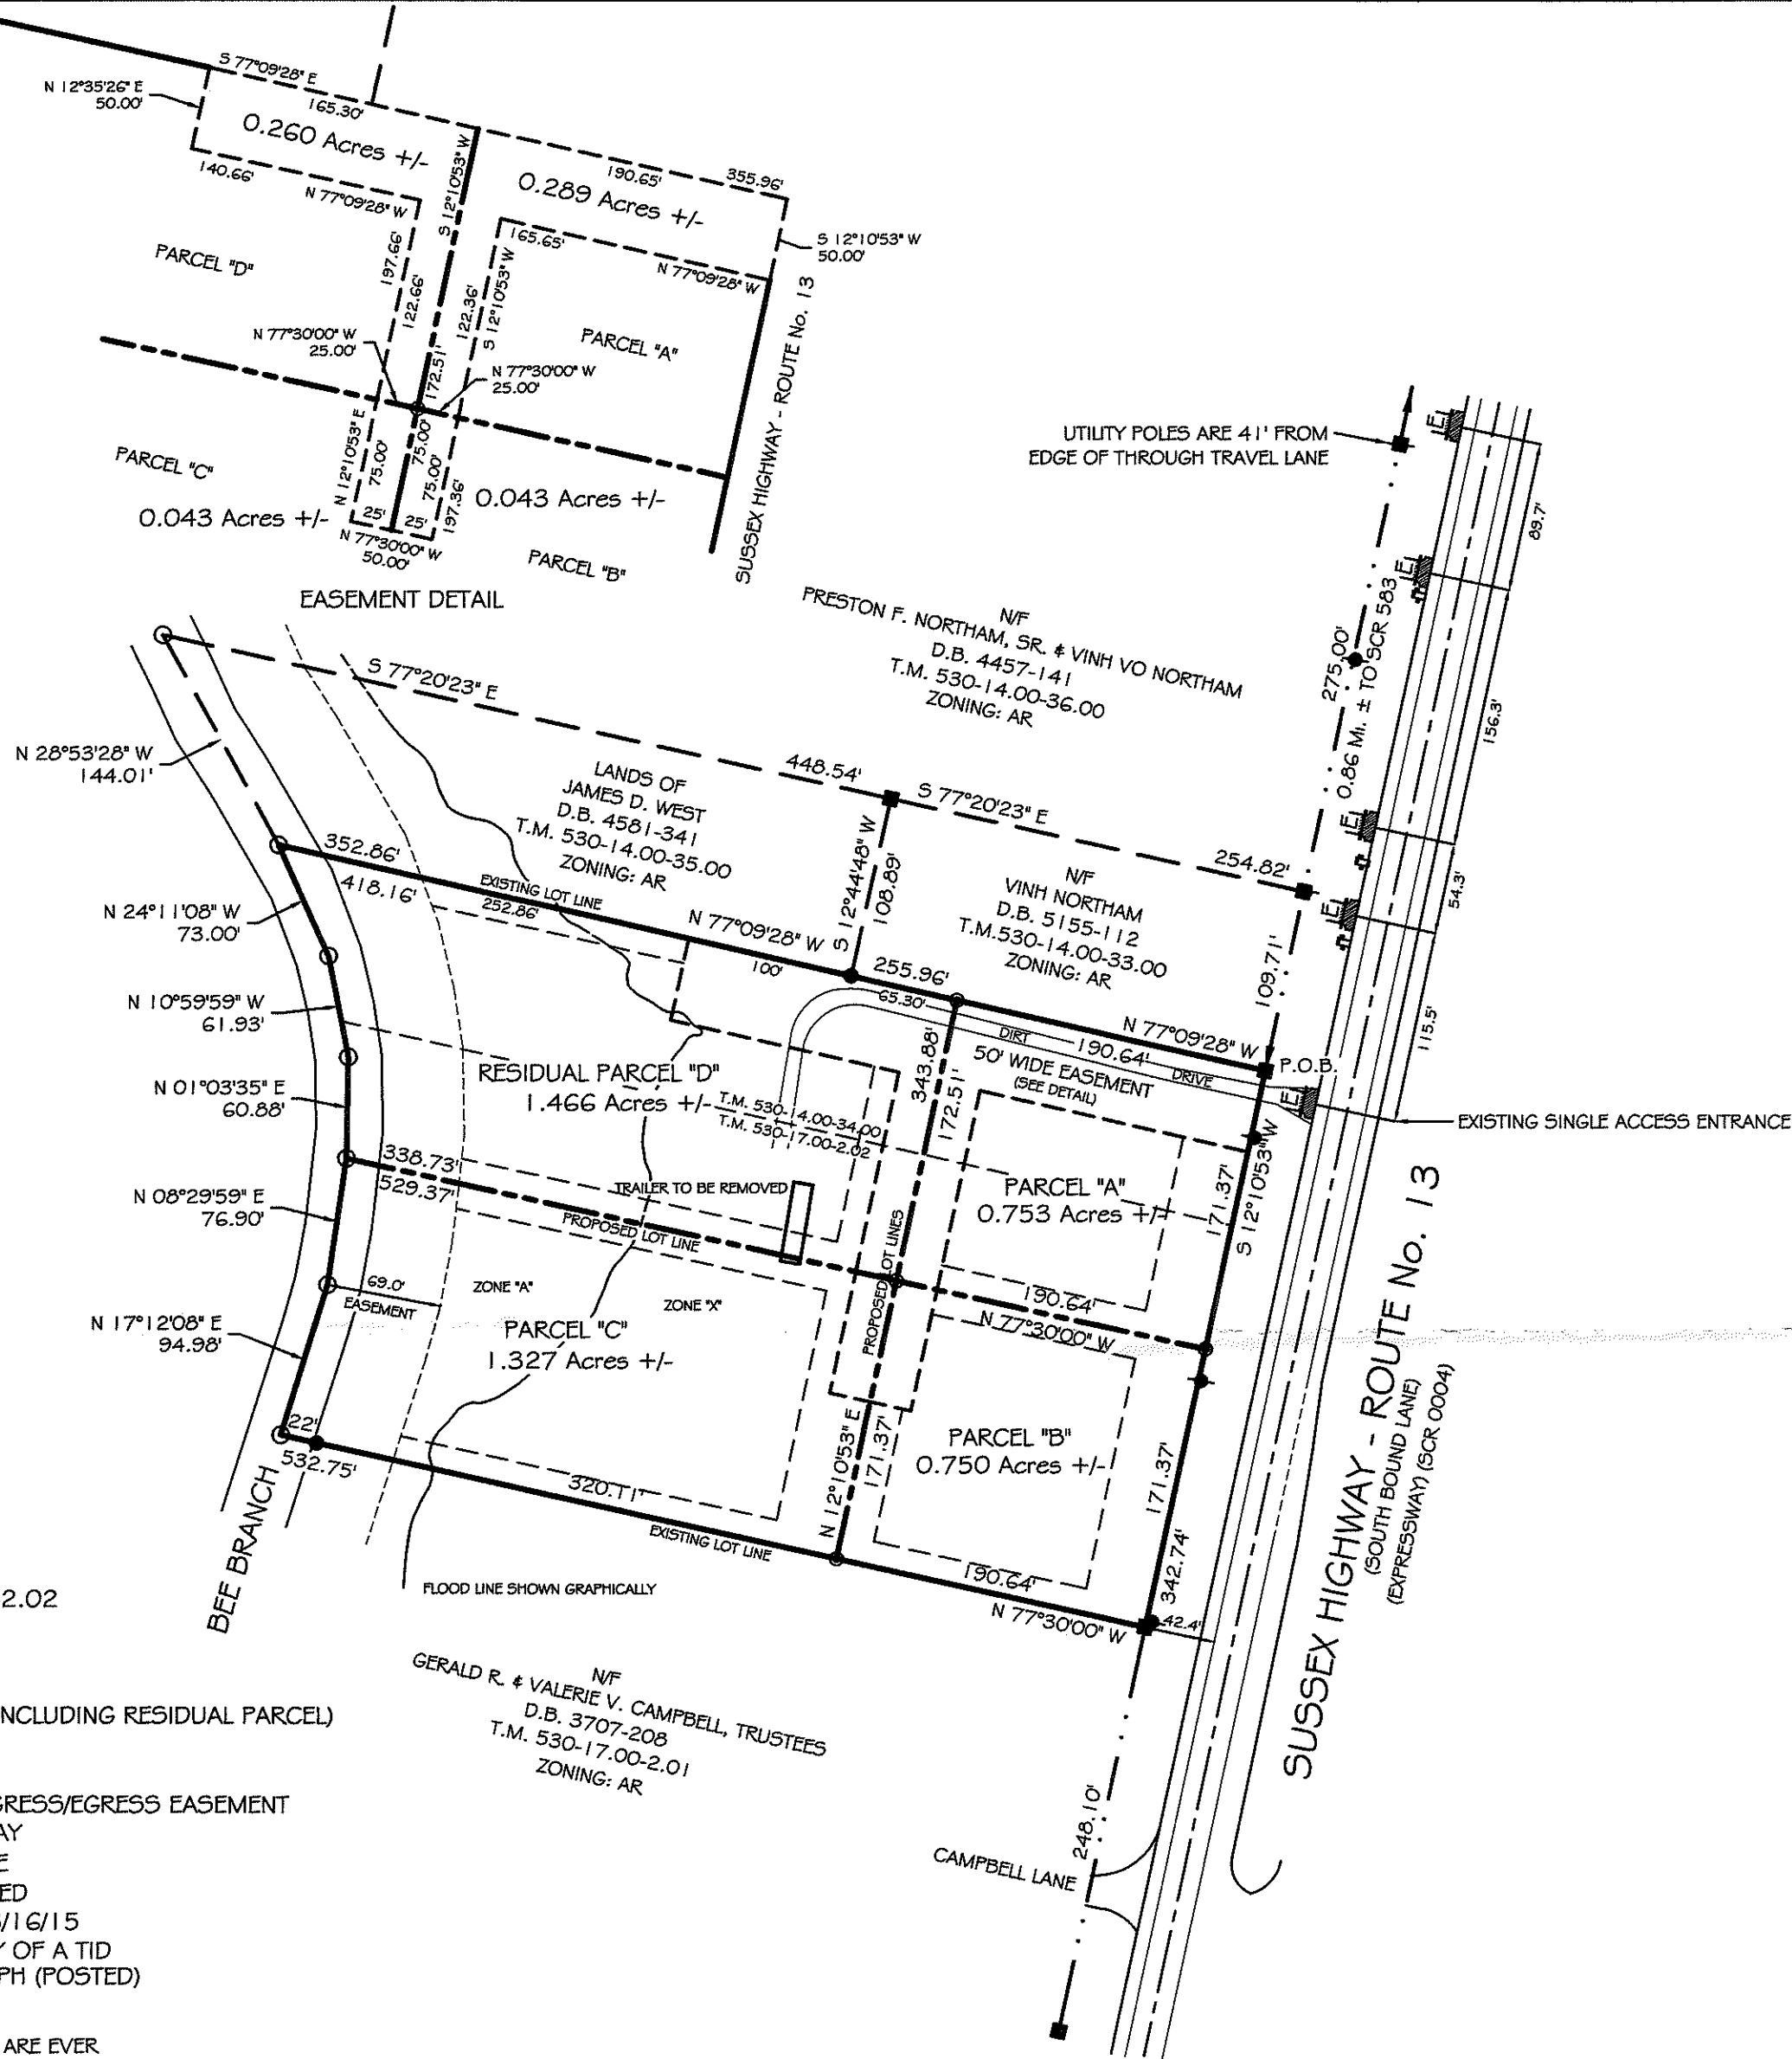 S 77°09'28" E
165.30'
N 12°35'26" E
50.00'
0.260 Acres +/-
140.66'
N 77°09'28" W
S 12°10'53" W
190.65'
355.96'
0.289 Acres +/-
165.65'
N 77°09'28" W
S 12°10'53" W
50.00'
PARCEL "D"
197.66'
122.66'
122.36'
S 12°10'53" W
PARCEL "A"
N 77°30'00" W
25.00'
172.51'
N 77°30'00" W
25.00'
SUSSEX HIGHWAY - ROUTE No. 13
PARCEL "C"
N 12°10'53" E
75.00'
75.00'
75.00'
197.36'
0.043 Acres +/-
0.043 Acres +/-
25'
25'
N 77°30'00" W
50.00'
PARCEL "B"
EASEMENT DETAIL
UTILITY POLES ARE 41' FROM
EDGE OF THROUGH TRAVEL LANE
E
E
E
E
89.7'
156.3'
54.3'
115.5'
275.00'
0.86 MI. ± TO SCR 583
N/F
PRESTON F. NORTHAM, SR. & VINH VO NORTHAM
D.B. 4457-141
T.M. 530-14.00-36.00
ZONING: AR
S 77°20'23" E
448.54'
S 77°20'23" E
254.82'
N 28°53'28" W
144.01'
LANDS OF
JAMES D. WEST
D.B. 4581-341
T.M. 530-14.00-35.00
ZONING: AR
S 12°44'48" W
108.89'
N/F
VINH NORTHAM
D.B. 5155-112
T.M.530-14.00-33.00
ZONING: AR
109.71'
352.86'
418.16'
EXISTING LOT LINE
252.86'
N 77°09'28" W
100'
255.96'
65.30'
N 77°09'28" W
190.64'
DIRT
DRIVE
P.O.B.
50' WIDE EASEMENT
(SEE DETAIL)
E
EXISTING SINGLE ACCESS ENTRANCE
N 24°11'08" W
73.00'
N 10°59'59" W
61.93'
N 01°03'35" E
60.88'
N 08°29'59" E
76.90'
N 17°12'08" E
94.98'
RESIDUAL PARCEL "D"
1.466 Acres +/-
T.M. 530-14.00-34.00
T.M. 530-17.00-2.02
343.88'
172.51'
PARCEL "A"
0.753 Acres +/-
171.37'
S 12°10'53" W
338.73'
529.37'
TRAILER TO BE REMOVED
PROPOSED LOT LINE
PROPOSED LOT LINES
190.64'
N 77°30'00" W
69.0'
EASEMENT
ZONE "A"
ZONE "X"
PARCEL "C"
1.327 Acres +/-
N 12°10'53" E
171.37'
PARCEL "B"
0.750 Acres +/-
171.37'
342.74'
22'
532.75'
320.11'
EXISTING LOT LINE
190.64'
N 77°30'00" W
42.4'
BEE BRANCH
FLOOD LINE SHOWN GRAPHICALLY
SUSSEX HIGHWAY - ROUTE No. 13
(SOUTH BOUND LANE)
(EXPRESSWAY) (SCR 0004)
N/F
GERALD R. & VALERIE V. CAMPBELL, TRUSTEES
D.B. 3707-208
T.M. 530-17.00-2.01
ZONING: AR
248.10'
CAMPBELL LANE
2.02
NCLUDING RESIDUAL PARCEL)
GRESS/EGRESS EASEMENT
AY
E
ED
/16/15
Y OF A TID
PH (POSTED)
ARE EVER